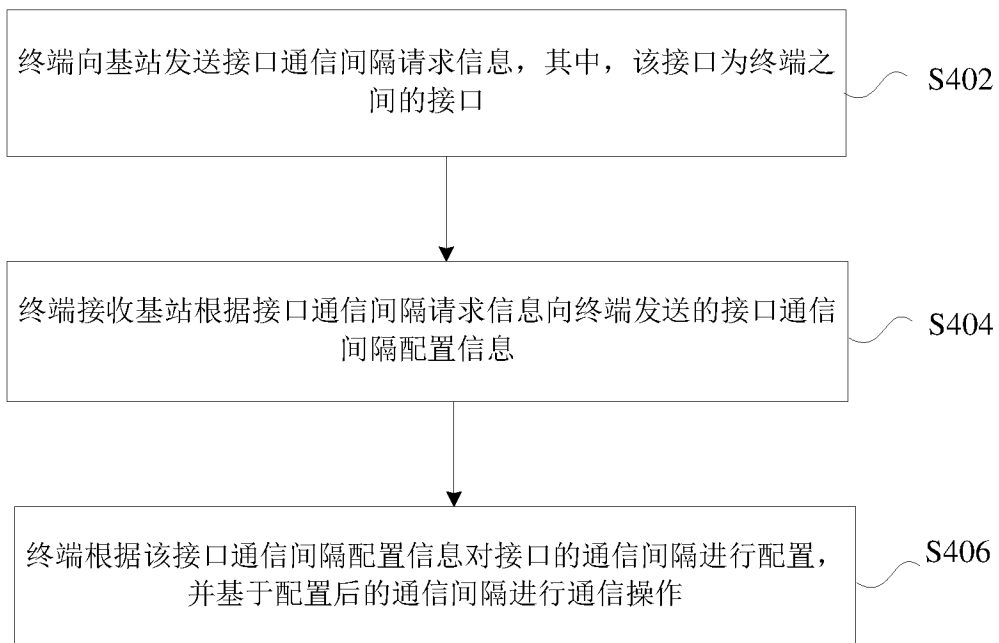 终端向基站发送接口通信间隔请求信息，其中，该接口为终端之
间的接口
S402
终端接收基站根据接口通信间隔请求信息向终端发送的接口通信
间隔配置信息
S404
终端根据该接口通信间隔配置信息对接口的通信间隔进行配置，
并基于配置后的通信间隔进行通信操作
S406